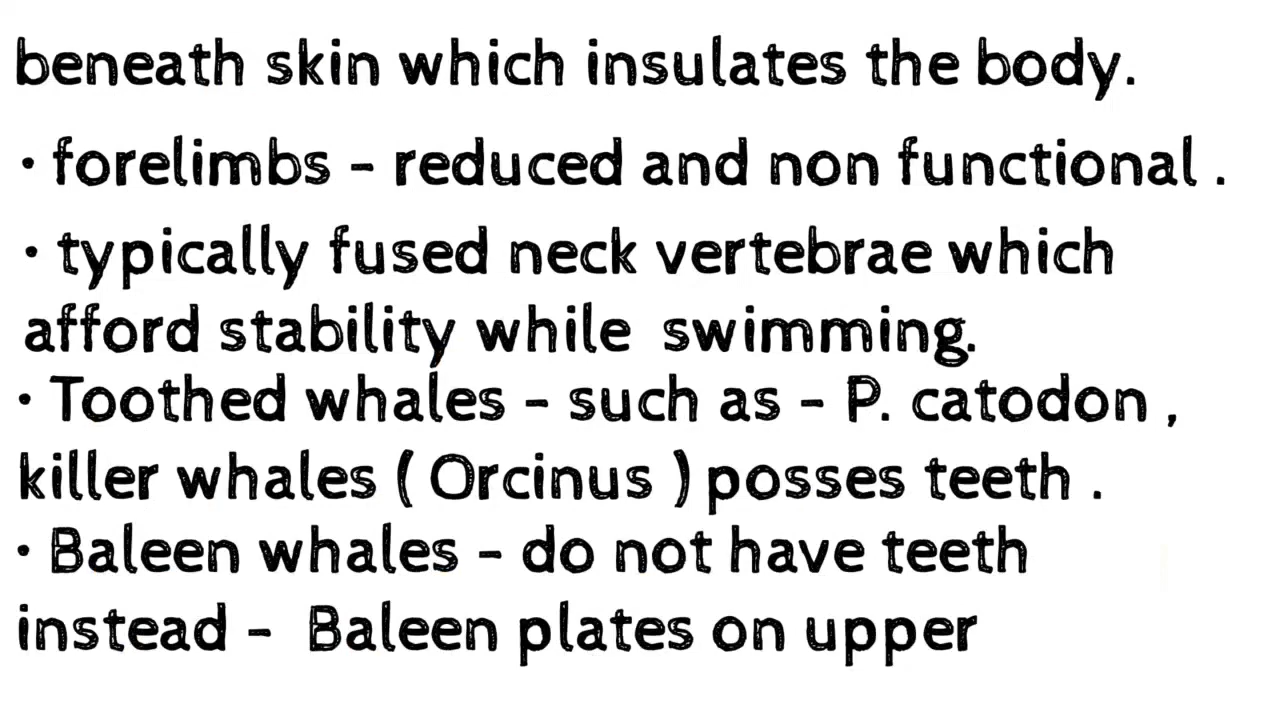 beneath skin which insulates the body.
• forelimbs - reduced and non functional .
• typically fused neck vertebrae which
afford stability while swimming.
• Toothed whales - such as - P. catodon ,
killer whales ( Orcinus ) posses teeth .
• Baleen whales - do not have teeth
instead - Baleen plates on upper